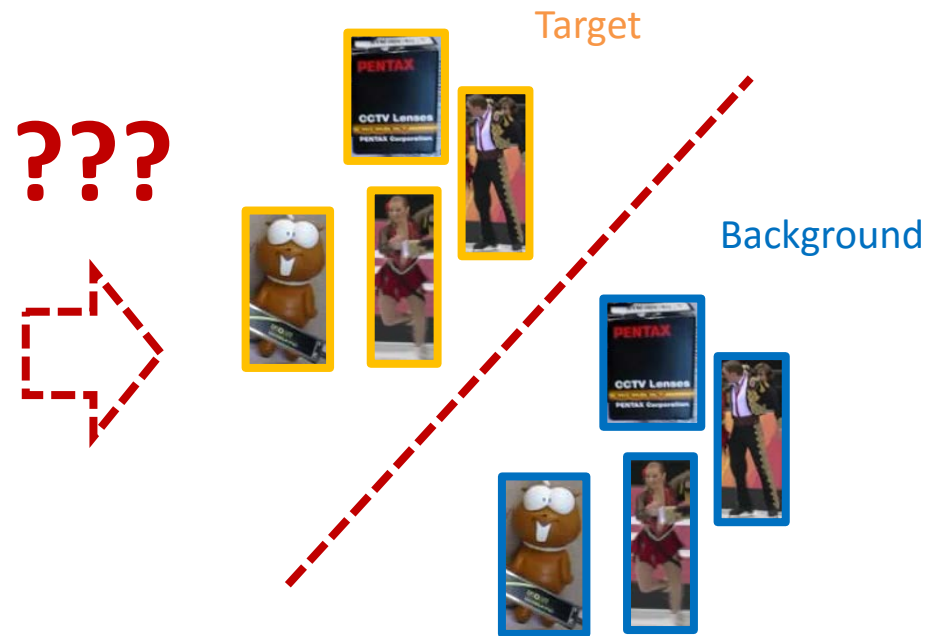 Target
PENTAX
CCTV Lenses
PENTAX Corporation
???
Background
PENTAX
CCTV Lenses
PENTAX Corporation